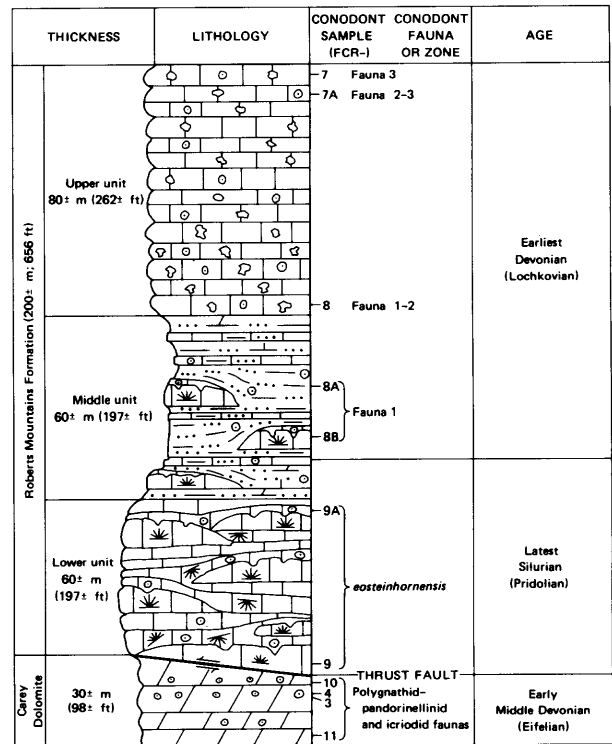 THICKNESS
LITHOLOGY
CONODONT
SAMPLE
(FCR-)
CONODONT
FAUNA
OR ZONE
AGE
Roberts Mountains Formation (200± m; 656 ft)
Upper unit
80± m (262± ft)
7 Fauna 3
7A Fauna 2-3
8 Fauna 1-2
Earliest
Devonian
(Lochkovian)
Middle unit
60± m (197± ft)
8A
Fauna 1
8B
Lower unit
60± m
(197± ft)
9A
eosteinhornensis
9
Latest
Silurian
(Pridolian)
THRUST FAULT
Carey
Dolomite
30± m
(98± ft)
10
4
3
11
Polygnathid-
pandorinellinid
and icriodid faunas
Early
Middle Devonian
(Eifelian)